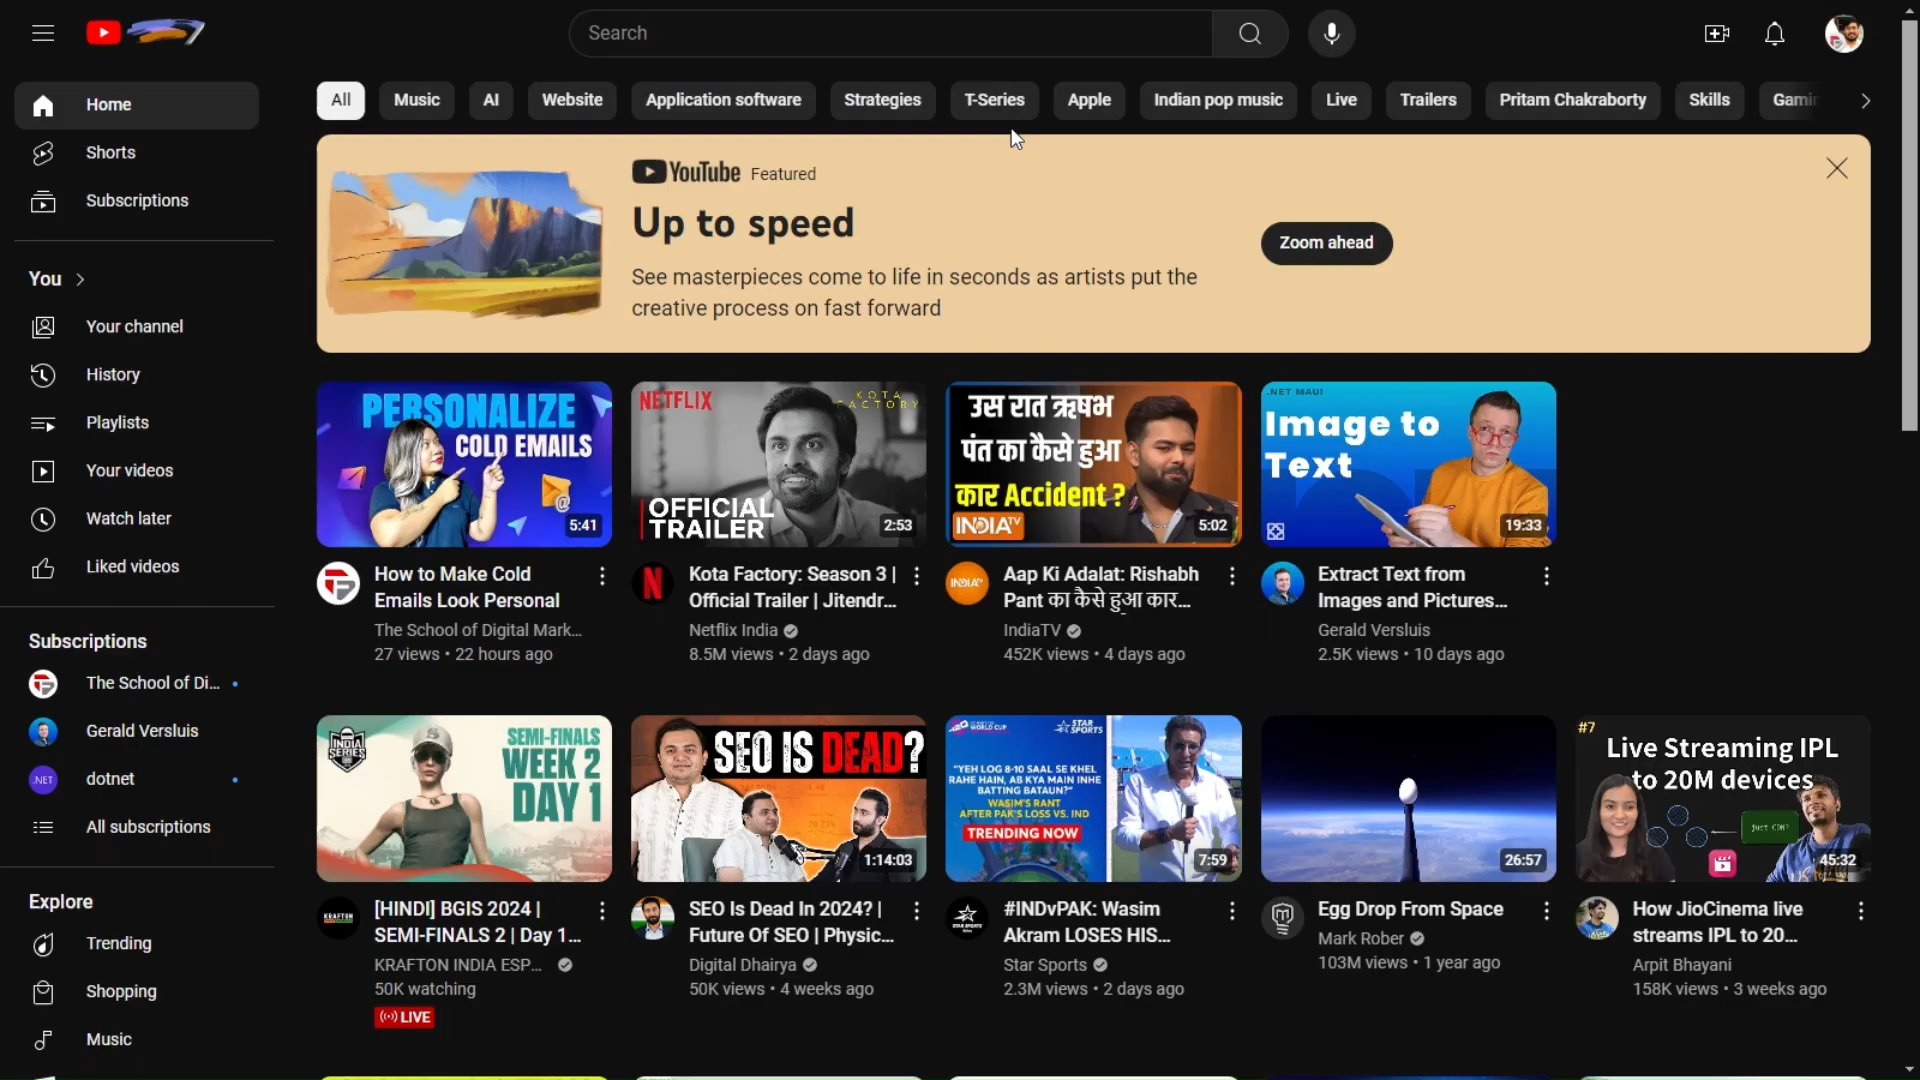 Search
Home
Shorts
Subscriptions
You
Your channel
History
Playlists
Your videos
Watch later
Liked videos
Subscriptions
The School of Di...
Gerald Versluis
.NET
dotnet
All subscriptions
Explore
Trending
Shopping
Music
All
Music
AI
Website
Application software
Strategies
T-Series
Apple
Indian pop music
Live
Trailers
Pritam Chakraborty
Skills
YouTube Featured
Up to speed
See masterpieces come to life in seconds as artists put the
creative process on fast forward
Zoom ahead
PERSONALIZE
COLD EMAILS
@
5:41
How to Make Cold
Emails Look Personal
The School of Digital Mark...
27 views • 22 hours ago
NETFLIX
KOTA
FACTORY
OFFICIAL
TRAILER
2:53
N
Kota Factory: Season 3 |
Official Trailer | Jitendr...
Netflix India
8.5M views • 2 days ago
उस रात ऋषभ
पंत का कैसे हुआ
कार Accident ?
INDIA TV
5:02
INDIA TV
Aap Ki Adalat: Rishabh
Pant का कैसे हुआ कार...
IndiaTV
452K views • 4 days ago
.NET MAUI
Image to
Text
19:33
Extract Text from
Images and Pictures...
Gerald Versluis
2.5K views • 10 days ago
INDIA
SERIES
SEMI-FINALS
WEEK 2
DAY 1
KRAFTON
[HINDI] BGIS 2024 |
SEMI-FINALS 2 | Day 1...
KRAFTON INDIA ESP...
50K watching
LIVE
SEO IS DEAD?
1:14:03
SEO Is Dead In 2024? |
Future Of SEO | Physic...
Digital Dhairya
50K views • 4 weeks ago
WORLD CUP
STAR
SPORTS
"YEH LOG 8-10 SAAL SE KHEL
RAHE HAIN, AB KYA MAIN INHE
BATTING BATAUN?"
WASIM'S RANT
AFTER PAK'S LOSS VS. IND
TRENDING NOW
7:59
#INDvPAK: Wasim
Akram LOSES HIS...
Star Sports
2.3M views • 2 days ago
26:57
Egg Drop From Space
Mark Rober
103M views • 1 year ago
#7
Live Streaming IPL
to 20M devices
just CDN?
45:32
How JioCinema live
streams IPL to 20...
Arpit Bhayani
158K views • 3 weeks ago